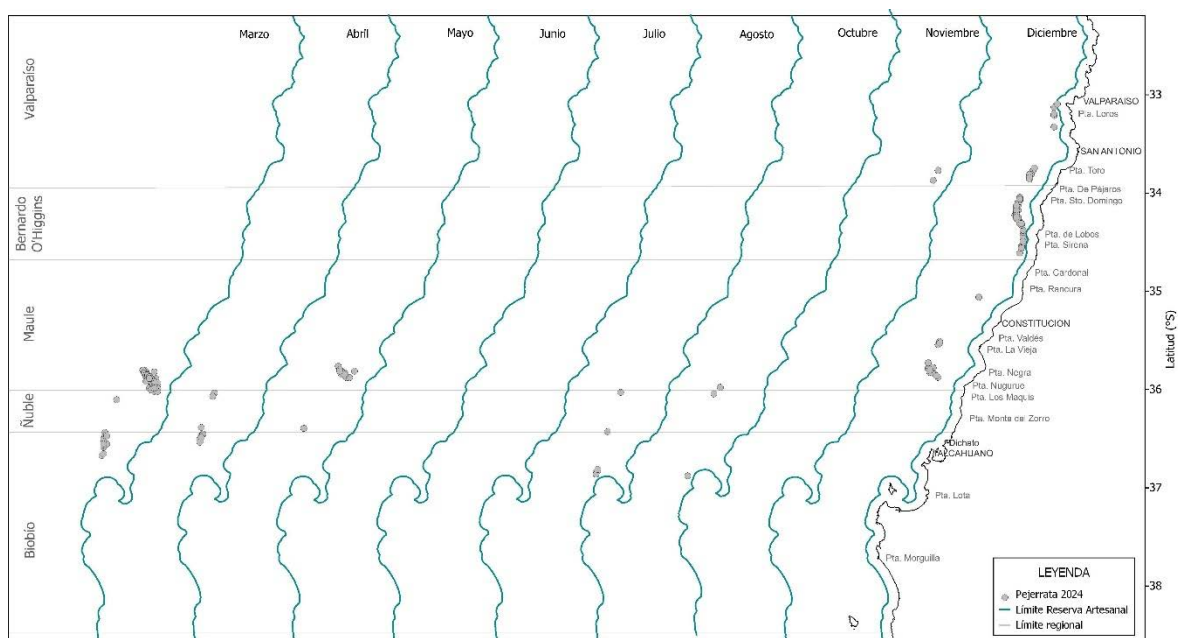 Marzo
Abril
Mayo
Junio
Julio
Agosto
Octubre
Noviembre
Diciembre
Valparaíso
Bernardo
O'Higgins
Maule
Ñuble
Biobío
VALPARAISO
Pta. Loros
SAN ANTONIO
Pta. Toro
Pta. De Pájaros
Pta. Sto. Domingo
Pta. de Lobos
Pta. Sirena
Pta. Cardonal
Pta. Rancura
CONSTITUCION
Pta. Valdés
Pta. La Vieja
Pta. Negra
Pta. Nugurue
Pta. Los Maquis
Pta. Monte del Zorro
Dichato
TALCAHUANO
Pta. Lota
Pta. Morguilla
33
34
35
36
37
38
Latitud (°S)
LEYENDA
Pejerrata 2024
Límite Reserva Artesanal
Límite regional